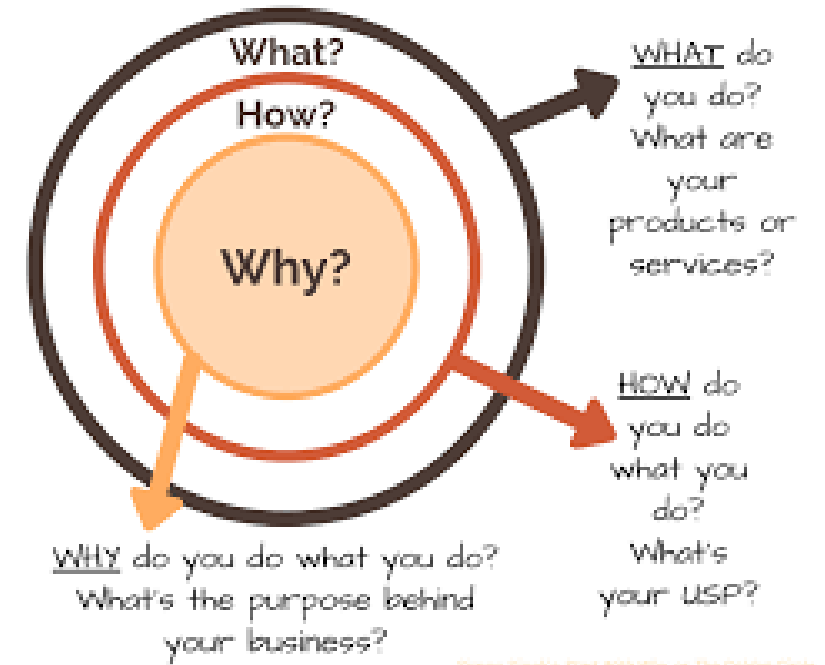 What?
How?
Why?
WHAT do
you do?
What are
your
products or
services?
HOW do
you do
what you
do?
What's
your USP?
WHY do you do what you do?
What's the purpose behind
your business?